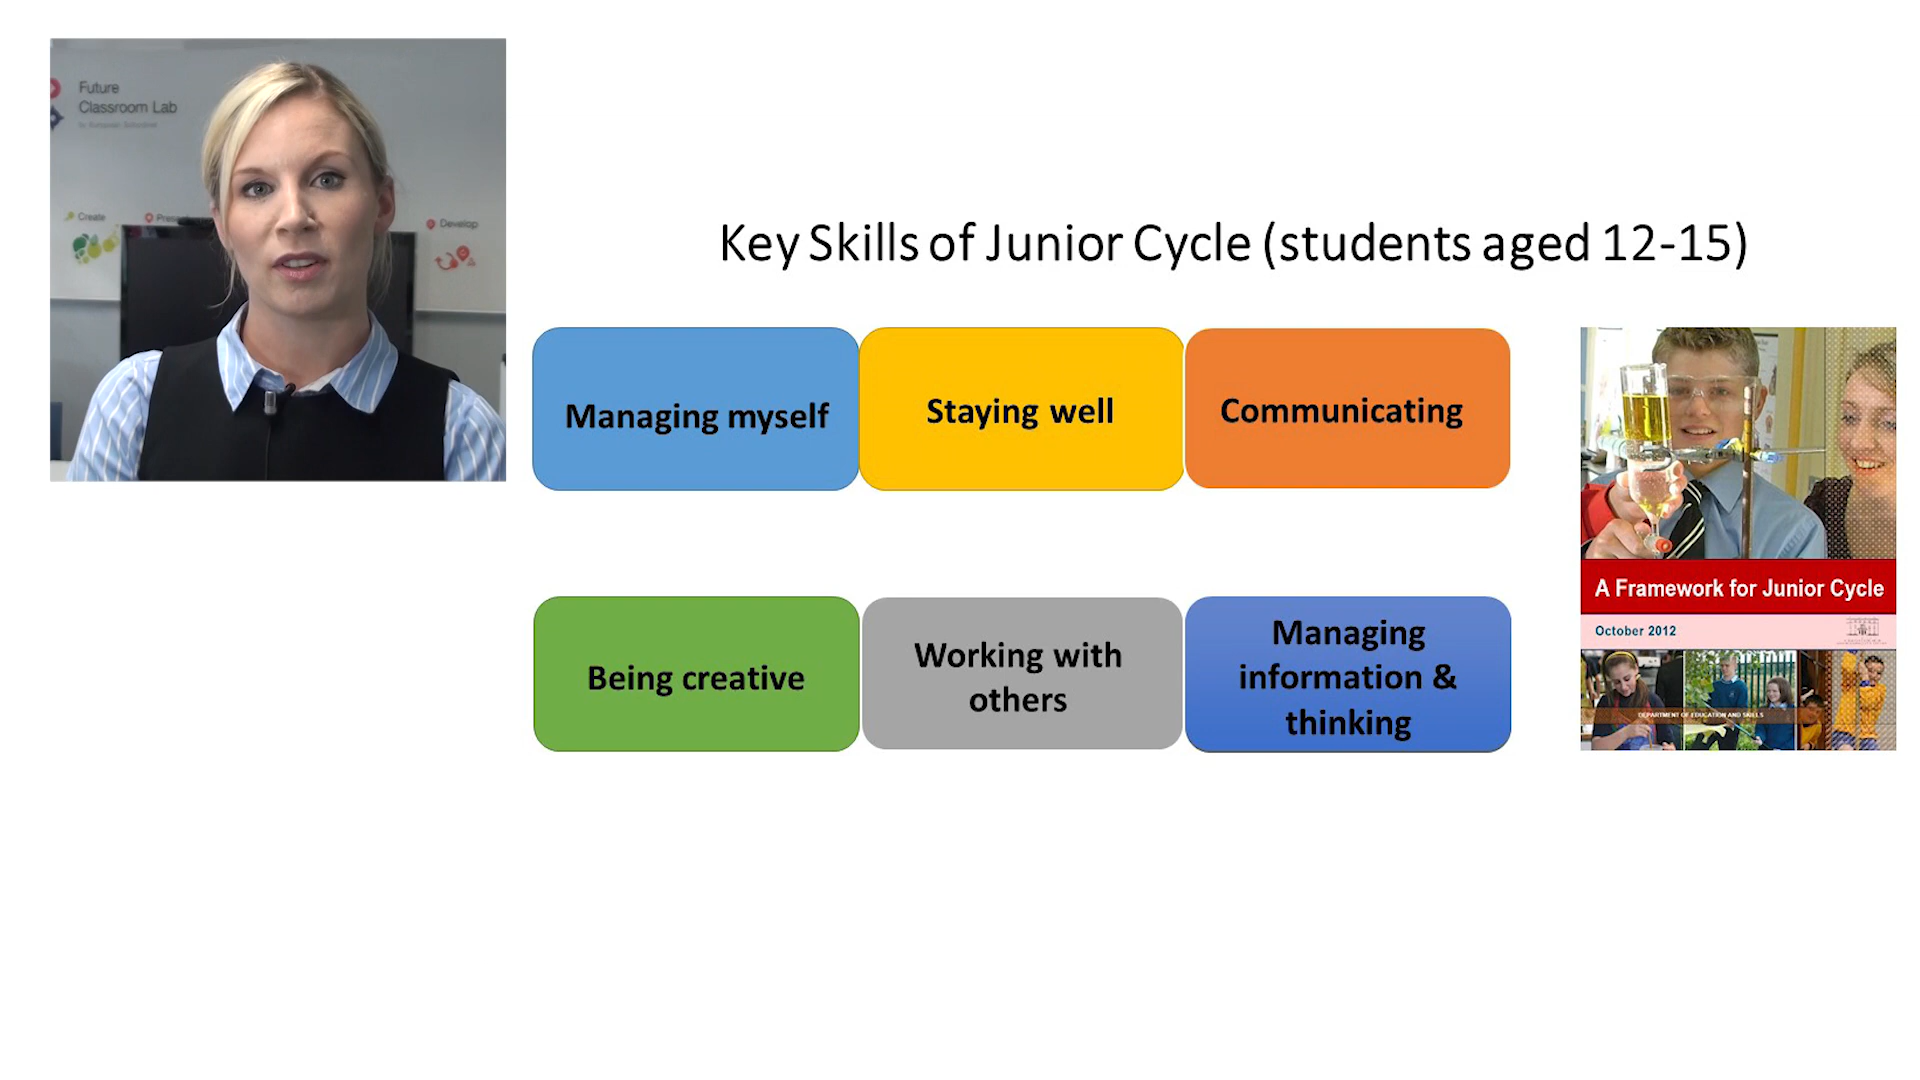 Future
Classroom Lab
Create
Develop
Key Skills of Junior Cycle (students aged 12-15)
Managing myself
Staying well
Communicating
Being creative
Working with
others
Managing
information &
thinking
A Framework for Junior Cycle
October 2012
DEPARTMENT OF EDUCATION AND SKILLS